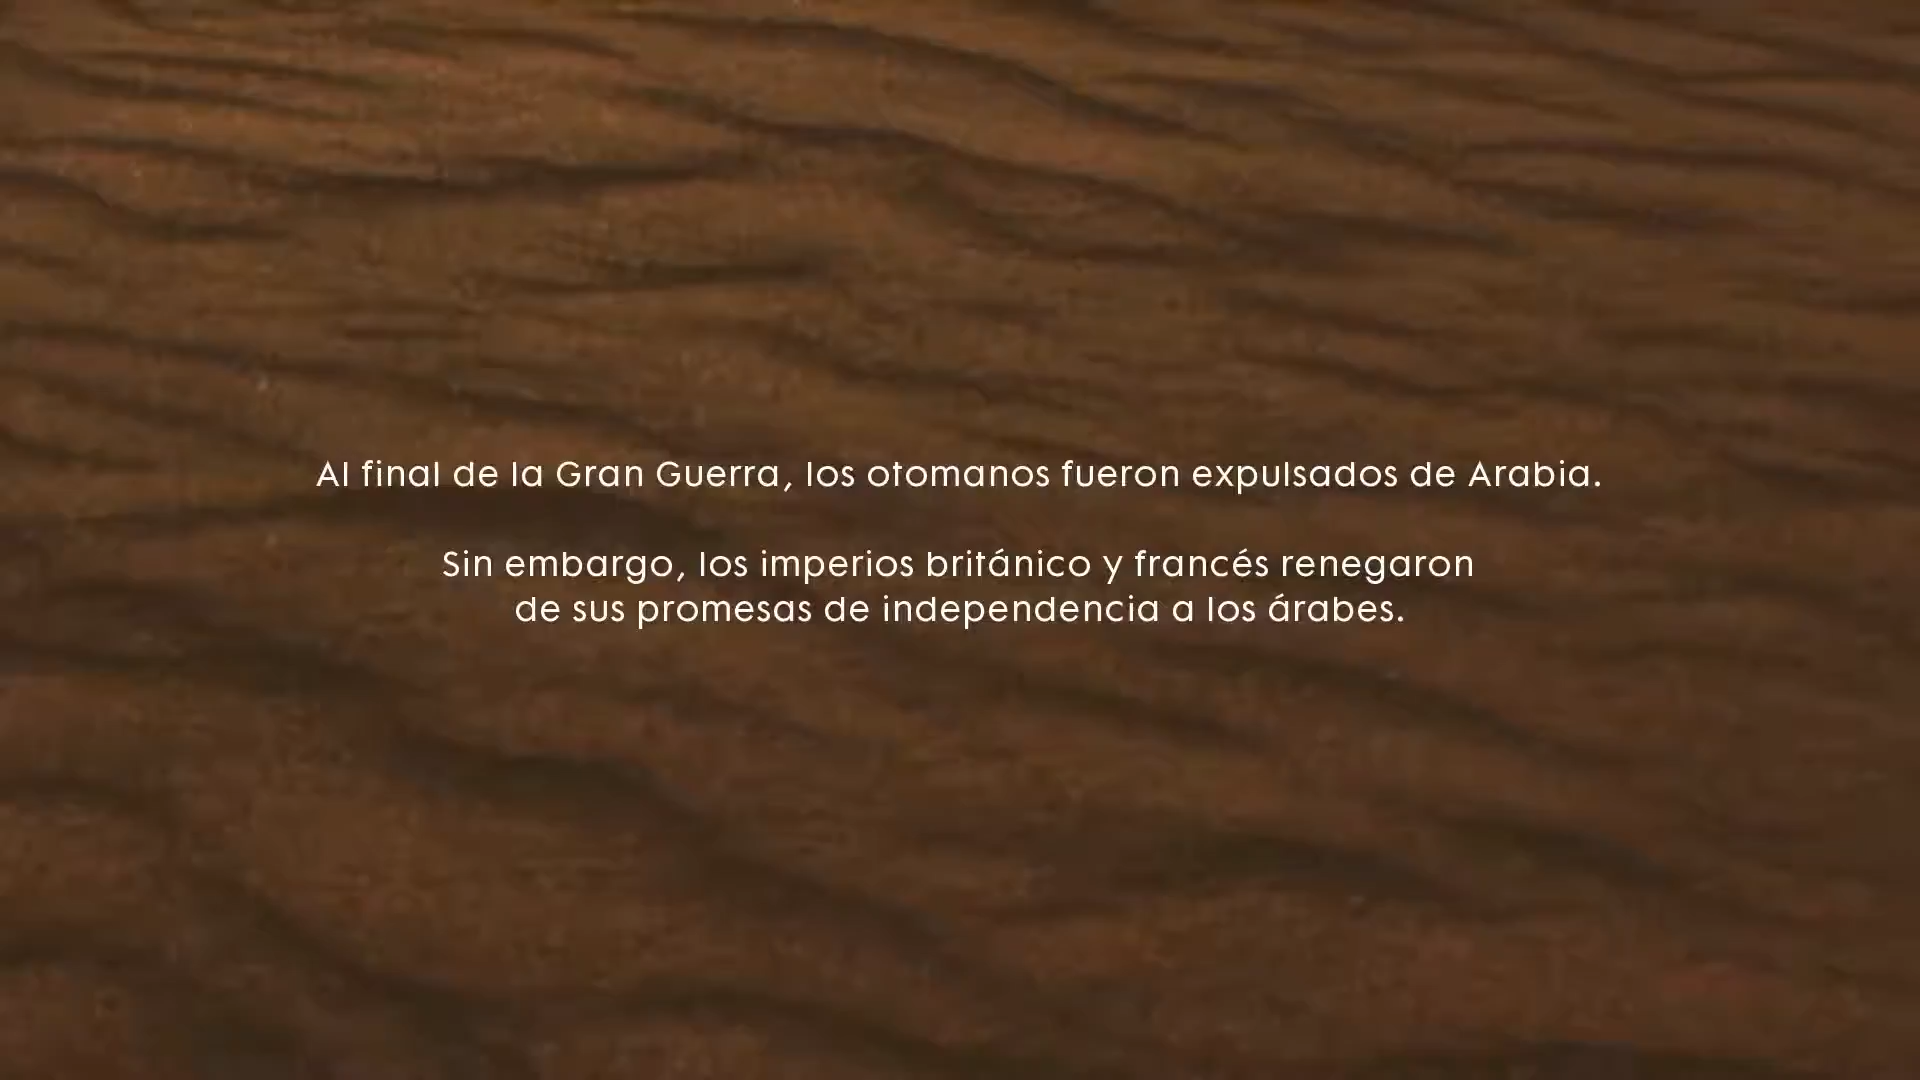 Al final de la Gran Guerra, los otomanos fueron expulsados de Arabia.
Sin embargo, los imperios británico y francés renegaron
de sus promesas de independencia a los árabes.